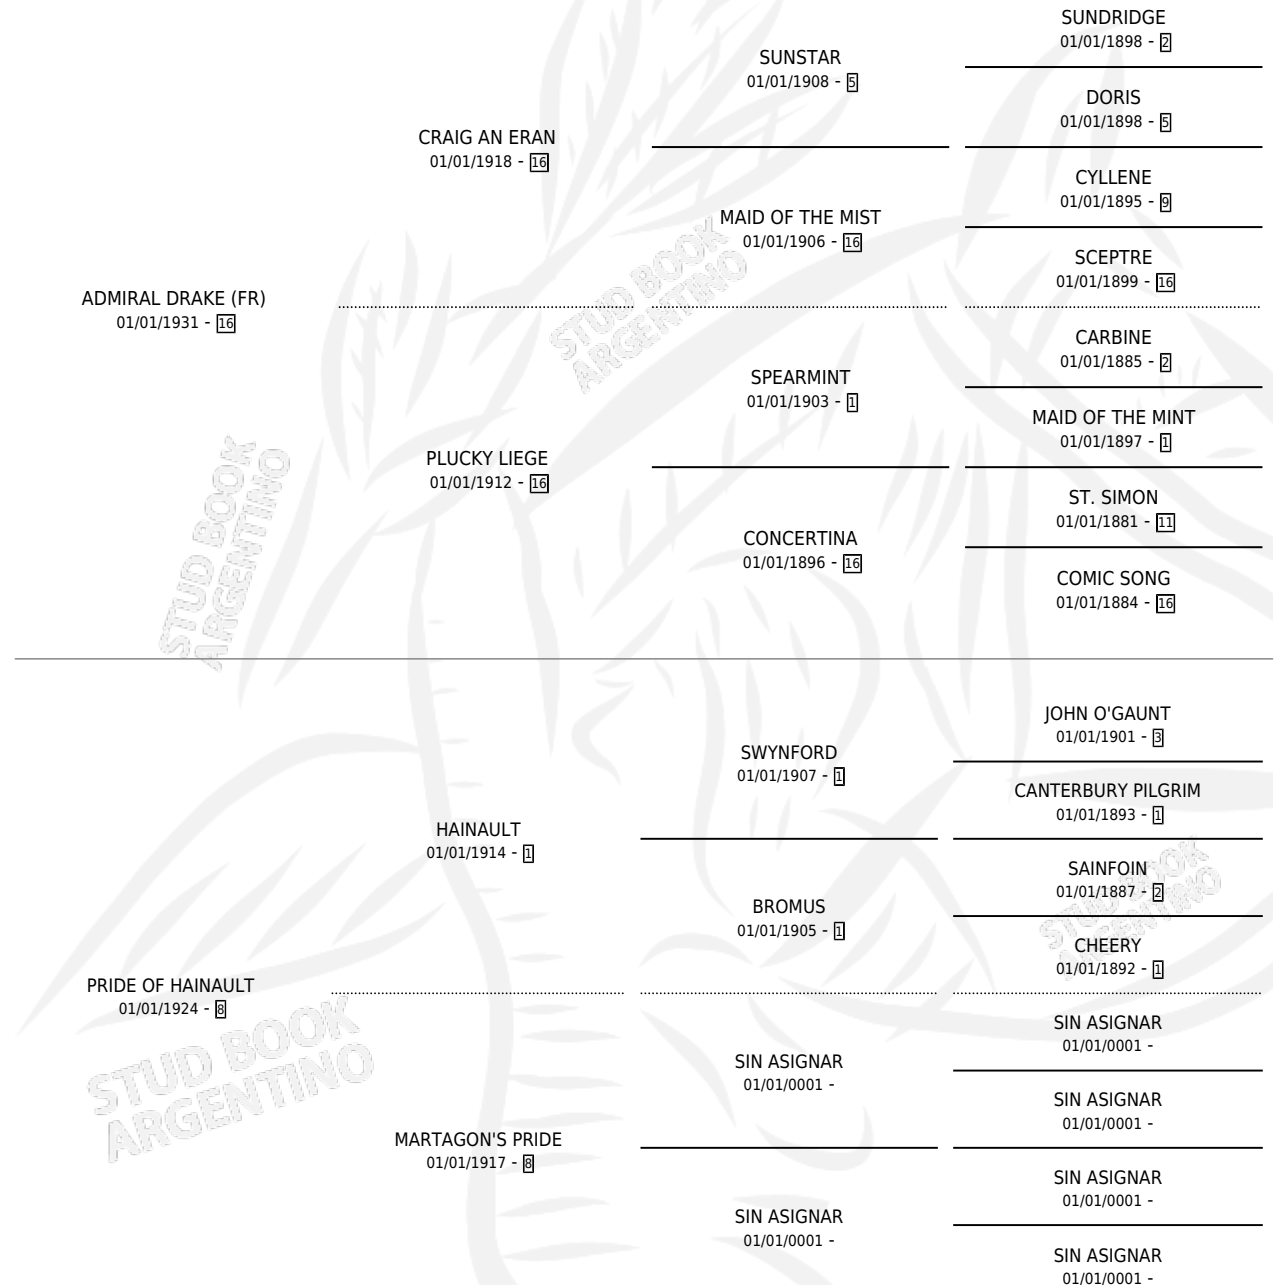 SUNDRIDGE
01/01/1898 - 2
SUNSTAR
01/01/1908 - 5
DORIS
01/01/1898 - 5
CRAIG AN ERAN
01/01/1918 - 16
CYLLENE
01/01/1895 - 9
MAID OF THE MIST
01/01/1906 - 16
SCEPTRE
01/01/1899 - 16
ADMIRAL DRAKE (FR)
01/01/1931 - 16
STUD BOOK
ARGENTINO
CARBINE
01/01/1885 - 2
SPEARMINT
01/01/1903 - 1
MAID OF THE MINT
01/01/1897 - 1
PLUCKY LIEGE
01/01/1912 - 16
ST. SIMON
01/01/1881 - 11
CONCERTINA
01/01/1896 - 16
COMIC SONG
01/01/1884 - 16
STUD BOOK
ARGENTINO
JOHN O'GAUNT
01/01/1901 - 3
SWYNFORD
01/01/1907 - 1
CANTERBURY PILGRIM
01/01/1893 - 1
HAINAULT
01/01/1914 - 1
SAINFOIN
01/01/1887 - 2
BROMUS
01/01/1905 - 1
STUD BOOK
ARGENTINO
CHEERY
01/01/1892 - 1
PRIDE OF HAINAULT
01/01/1924 - 8
STUD BOOK
ARGENTINO
SIN ASIGNAR
01/01/0001 -
SIN ASIGNAR
01/01/0001 -
SIN ASIGNAR
01/01/0001 -
MARTAGON'S PRIDE
01/01/1917 - 8
SIN ASIGNAR
01/01/0001 -
SIN ASIGNAR
01/01/0001 -
SIN ASIGNAR
01/01/0001 -